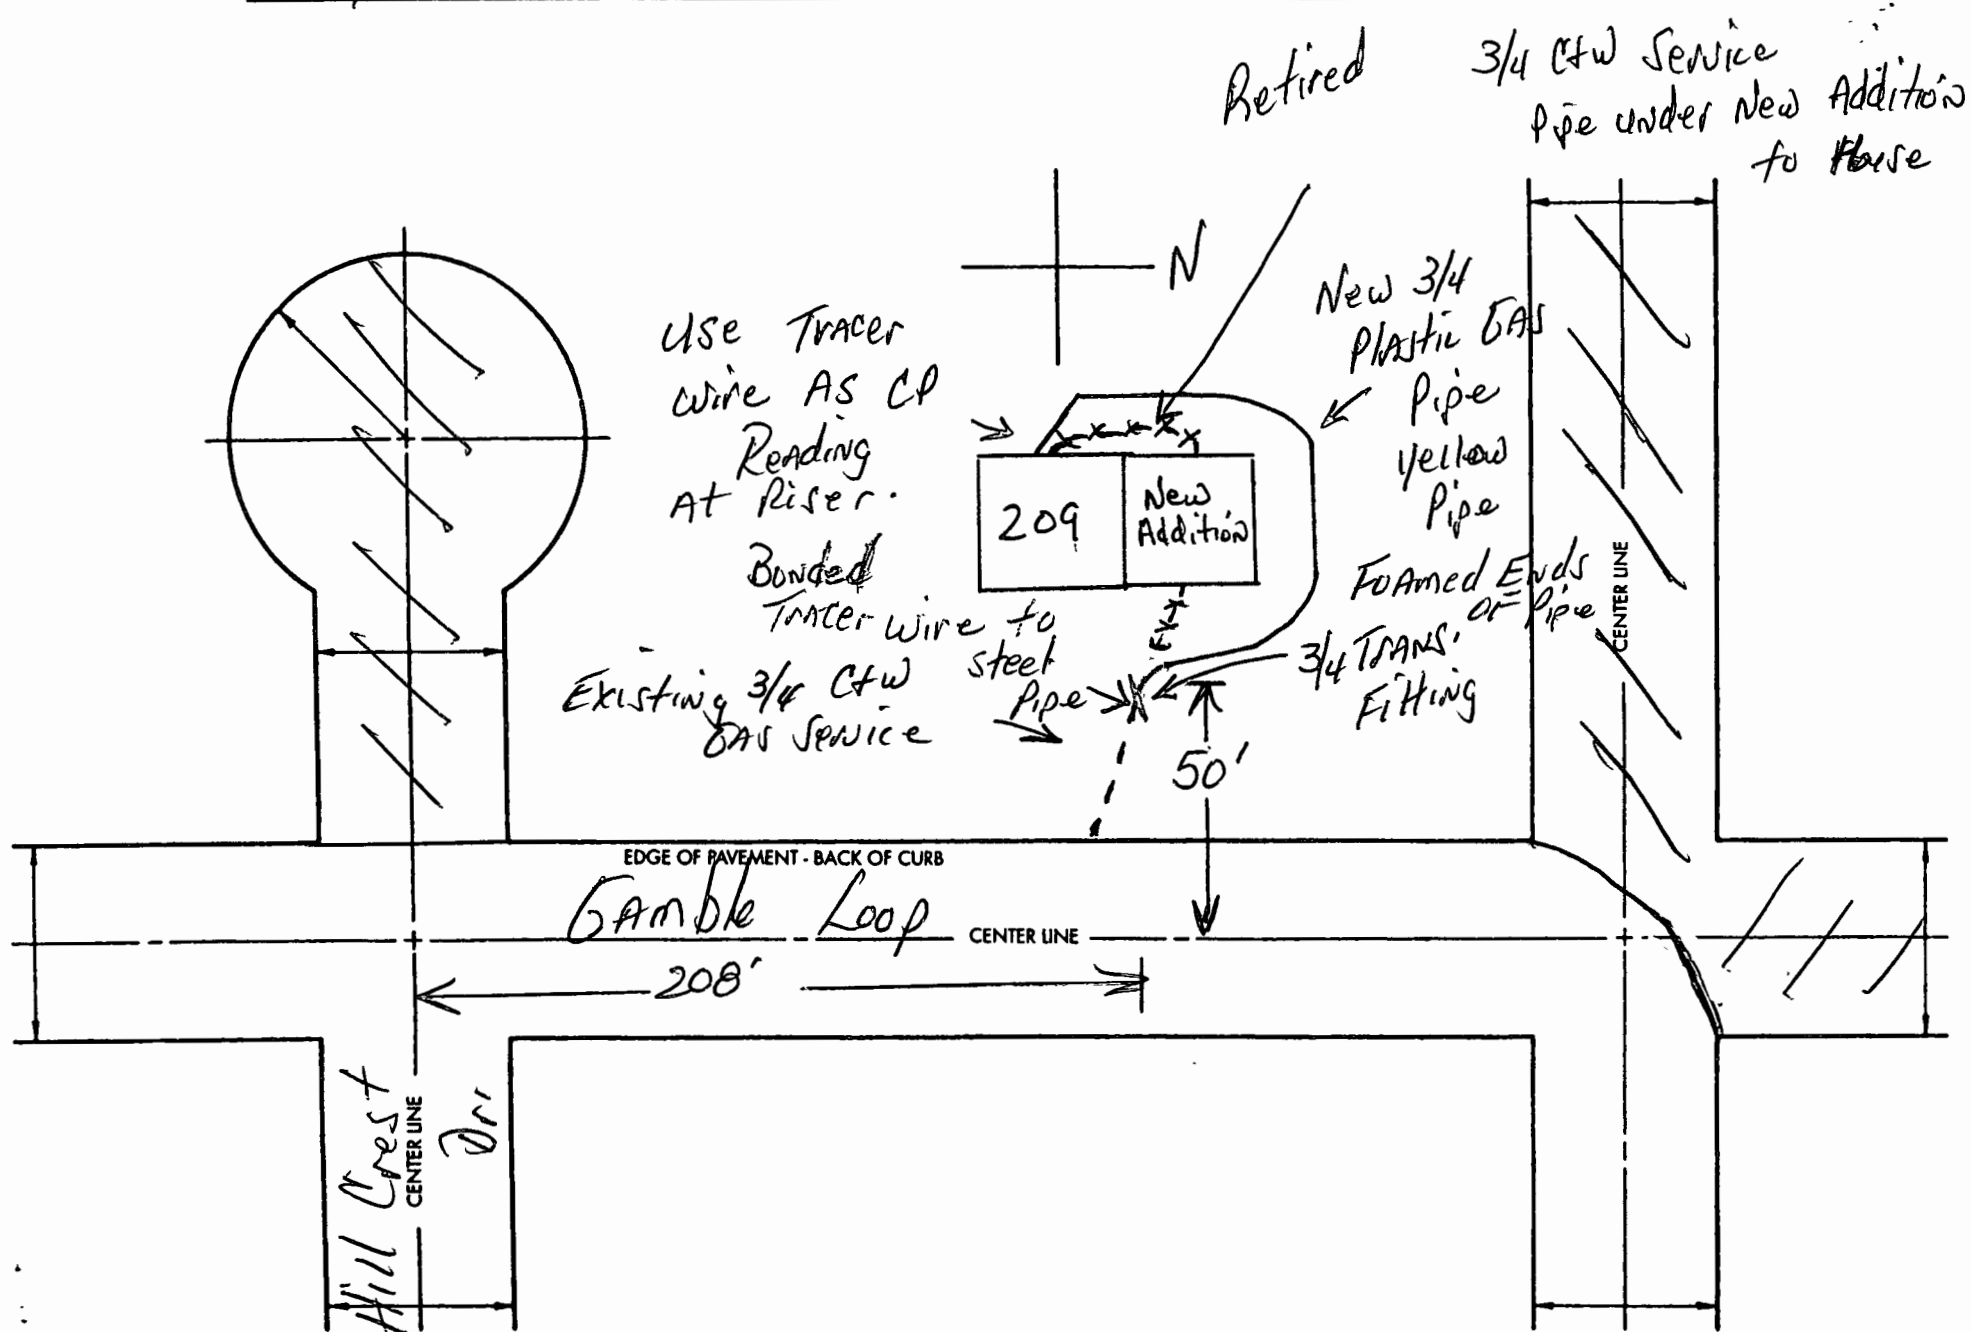 Retired
3/4 C+W Service
Pipe under New Addition
to House
N
Use Tracer
wire As CP
Reading
At Riser.
New 3/4
Plastic GAS
Pipe
Yellow
Pipe
209
New
Addition
Bonded
Tracer wire to
steel
Pipe
Foamed Ends
OF Pipe
3/4 TRANS.
Fitting
Existing 3/4 C+W
GAS Service
50'
CENTER LINE
EDGE OF PAVEMENT - BACK OF CURB
Gamble Loop
CENTER LINE
208'
Hill Crest
CENTER LINE
Dr.